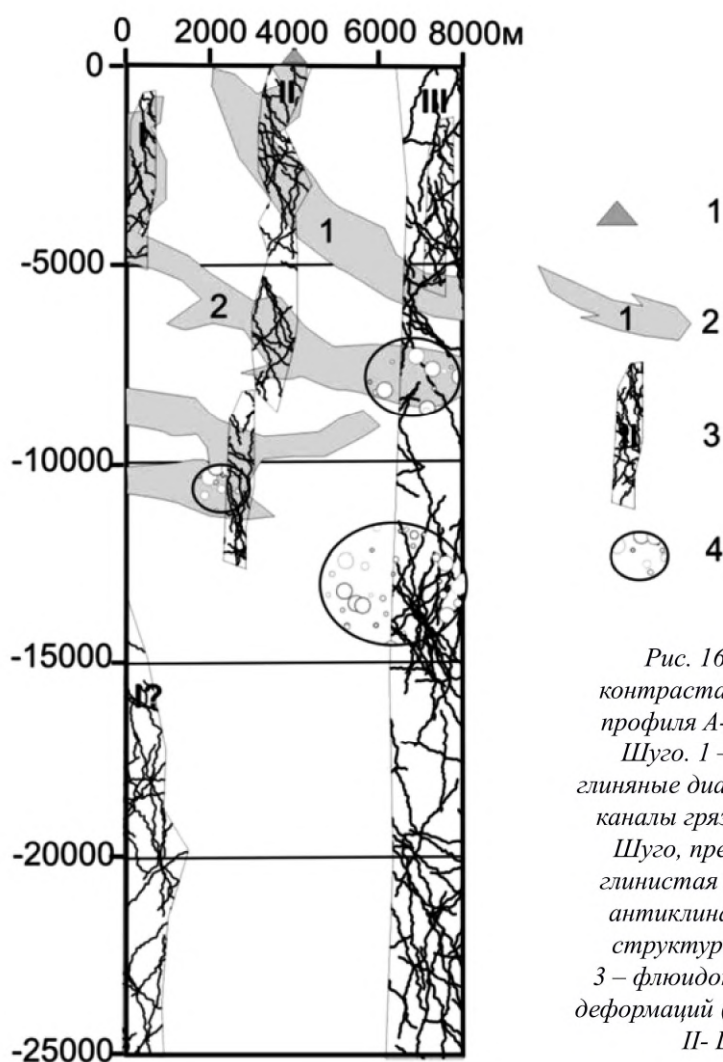 0 2000 4000 6000 8000м
0
II III
I
1
-5000
2
-10000
-15000
I?
-20000
-25000
1
1 2
II 3
4
Рис. 16
контраста
профиля А-
Шуго. 1 –
глиняные диа
каналы гряз
Шуго, пре
глинистая
антиклина
структур
3 – флюидо
деформаций (
II- I